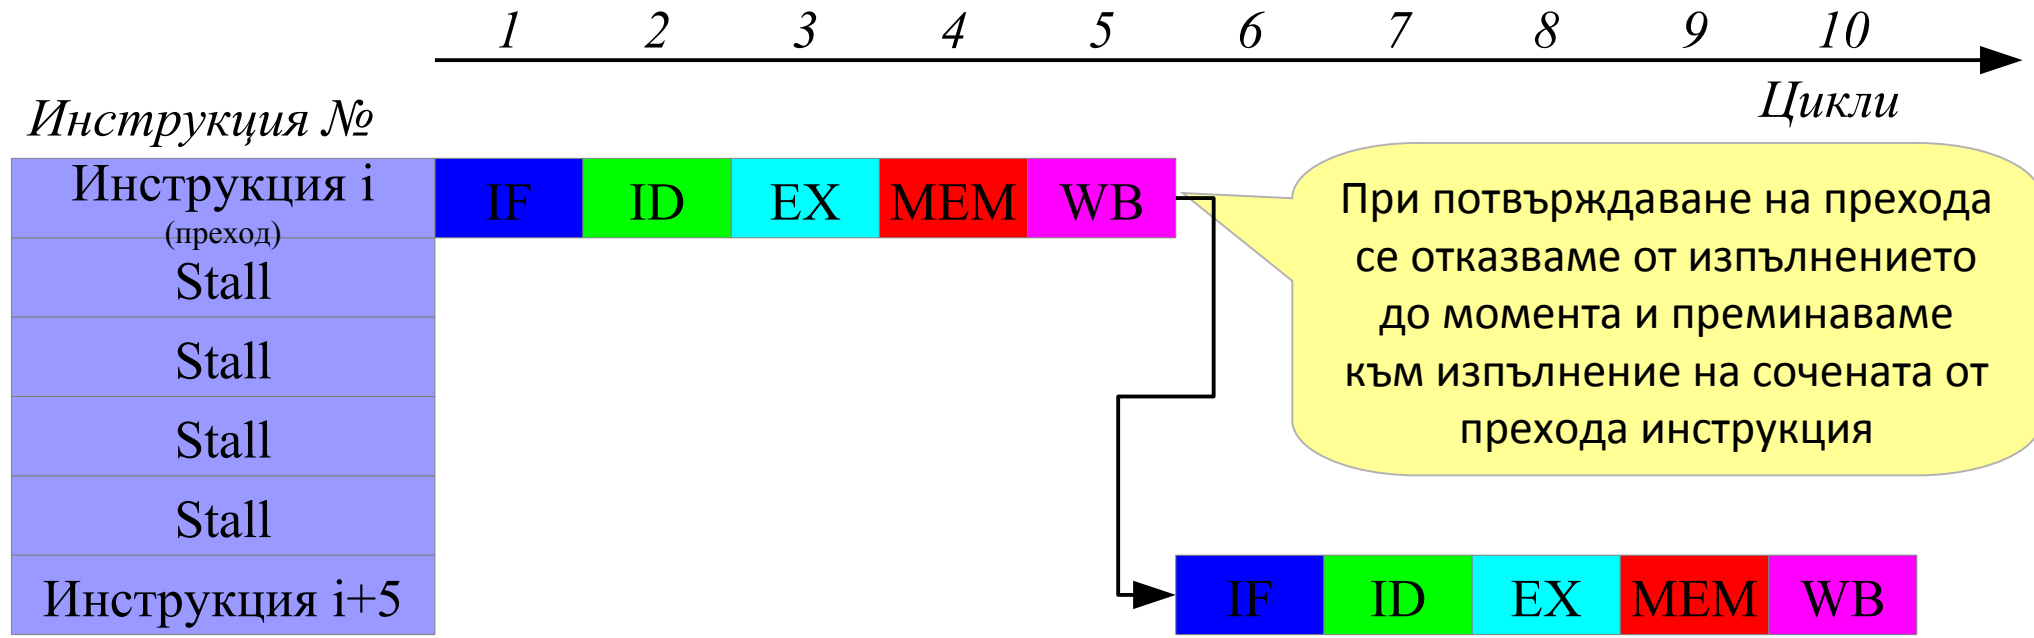 1 2 3 4 5 6 7 8 9 10
Цикли
Инструкция №
Инструкция i
(преход)
IF ID EX MEM WB
Stall
Stall
Stall
Stall
Инструкция i+5
IF ID EX MEM WB
При потвърждаване на прехода
се отказваме от изпълнението
до момента и преминаваме
към изпълнение на сочената от
прехода инструкция